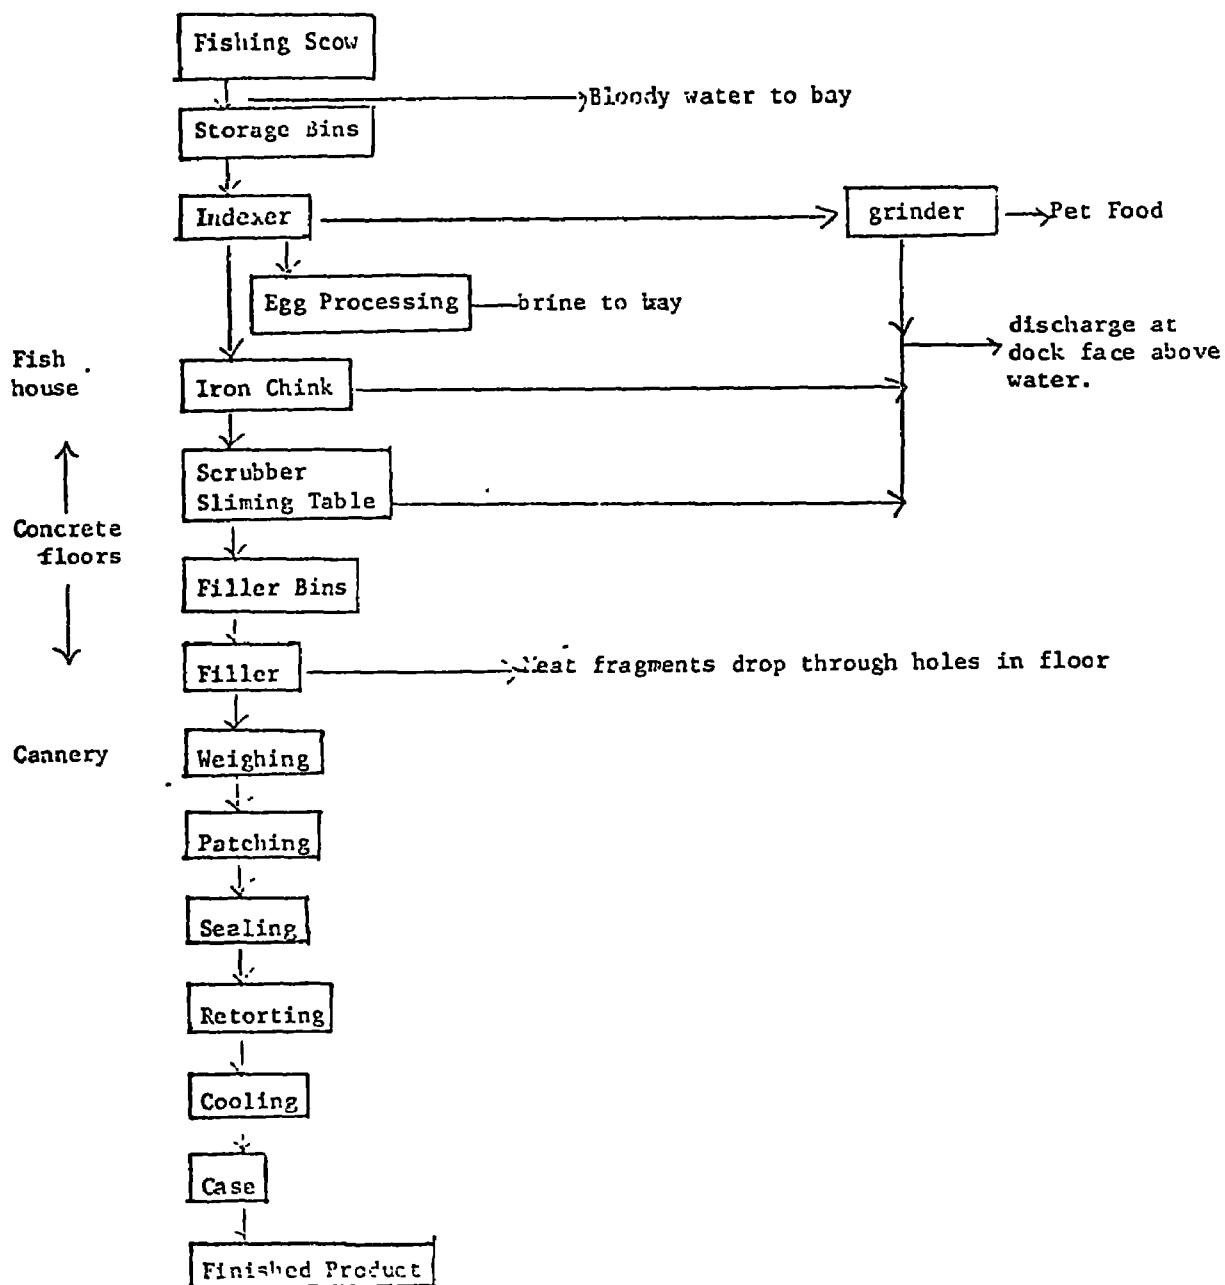 Fishing Scow
Bloody water to bay
Storage Bins
Indexer
grinder
Pet Food
Egg Processing
brine to bay
discharge at
dock face above
water.
Fish
house
Iron Chink
Scrubber
Sliming Table
Concrete
floors
Filler Bins
Filler
Meat fragments drop through holes in floor
Cannery
Weighing
Patching
Sealing
Retorting
Cooling
Case
Finished Product